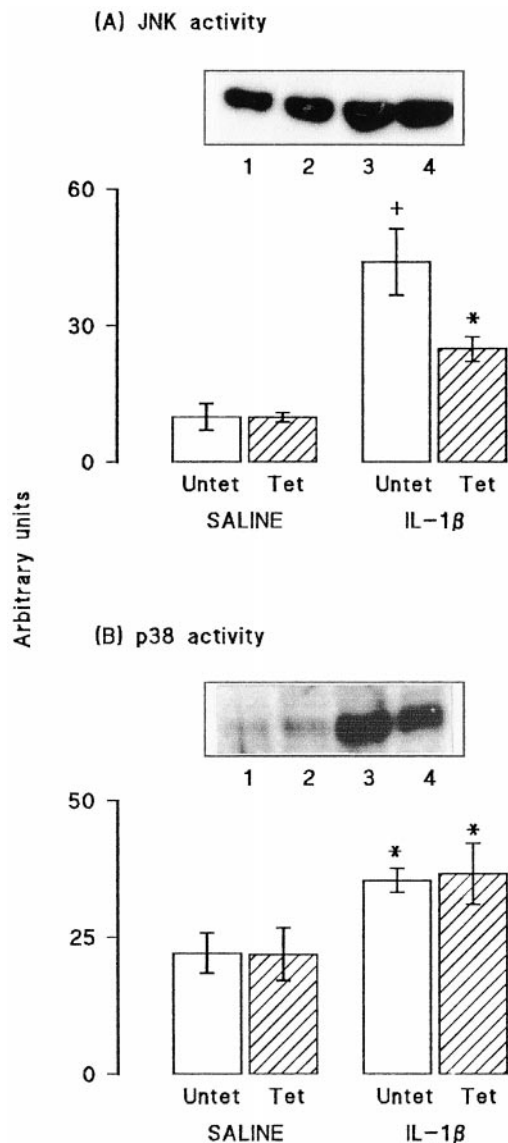 (A) JNK activity
1 2 3 4
60
+
*
30
0
Untet Tet Untet Tet
SALINE IL-1β
Arbitrary units
(B) p38 activity
1 2 3 4
50
* *
25
0
Untet Tet Untet Tet
SALINE IL-1β